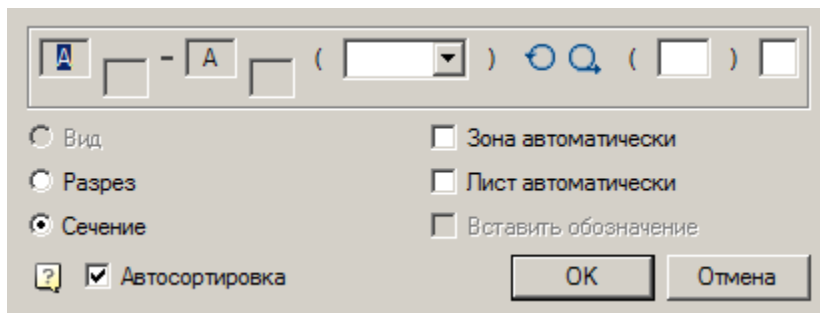 A - A ( ) ( )
Вид
Зона автоматически
Разрез
Лист автоматически
Сечение
Вставить обозначение
? Автосортировка
OK
Отмена